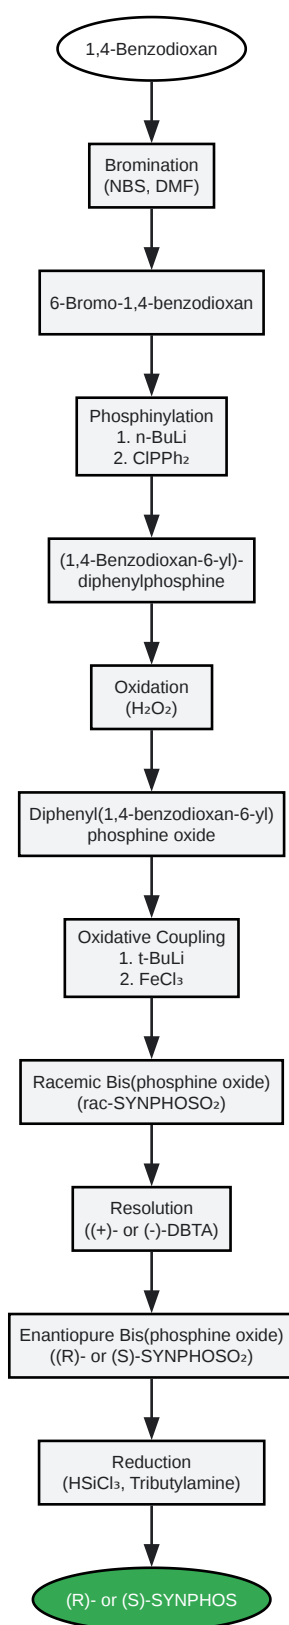 1,4-Benzodioxan
Bromination
(NBS, DMF)
6-Bromo-1,4-benzodioxan
Phosphinylation
1. n-BuLi
2. ClPPh₂
(1,4-Benzodioxan-6-yl)-
diphenylphosphine
Oxidation
(H₂O₂)
Diphenyl(1,4-benzodioxan-6-yl)
phosphine oxide
Oxidative Coupling
1. t-BuLi
2. FeCl₃
Racemic Bis(phosphine oxide)
(rac-SYNPHOSO₂)
Resolution
((+)- or (-)-DBTA)
Enantiopure Bis(phosphine oxide)
((R)- or (S)-SYNPHOSO₂)
Reduction
(HSiCl₃, Tributylamine)
(R)- or (S)-SYNPHOS